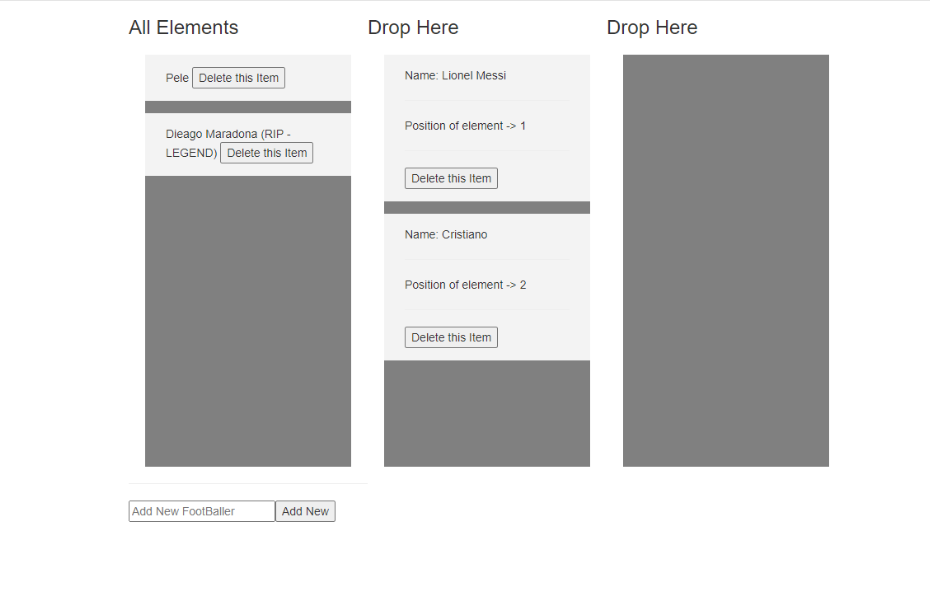 All Elements
Pele Delete this Item
Dieago Maradona (RIP -
LEGEND) Delete this Item
Add New FootBaller Add New
Drop Here
Name: Lionel Messi
Position of element -> 1
Delete this Item
Name: Cristiano
Position of element -> 2
Delete this Item
Drop Here